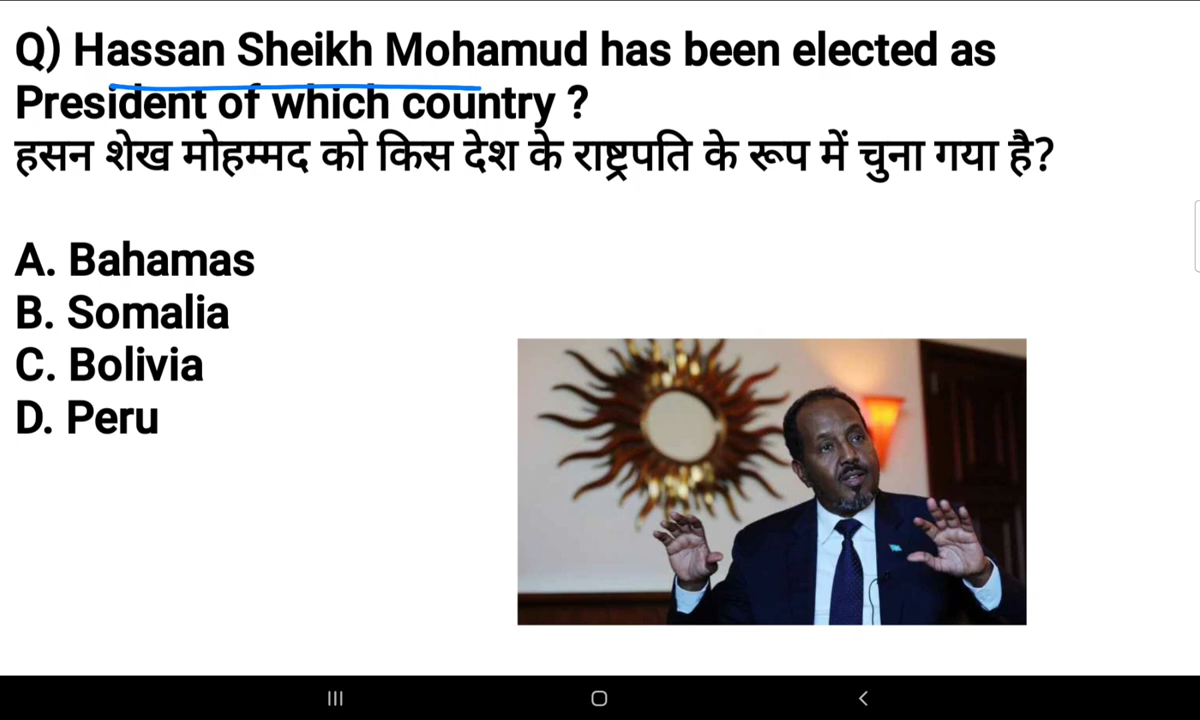 Q) Hassan Sheikh Mohamud has been elected as
President of which country ?
हसन शेख मोहम्मद को किस देश के राष्ट्रपति के रूप में चुना गया है?
A. Bahamas
B. Somalia
C. Bolivia
D. Peru